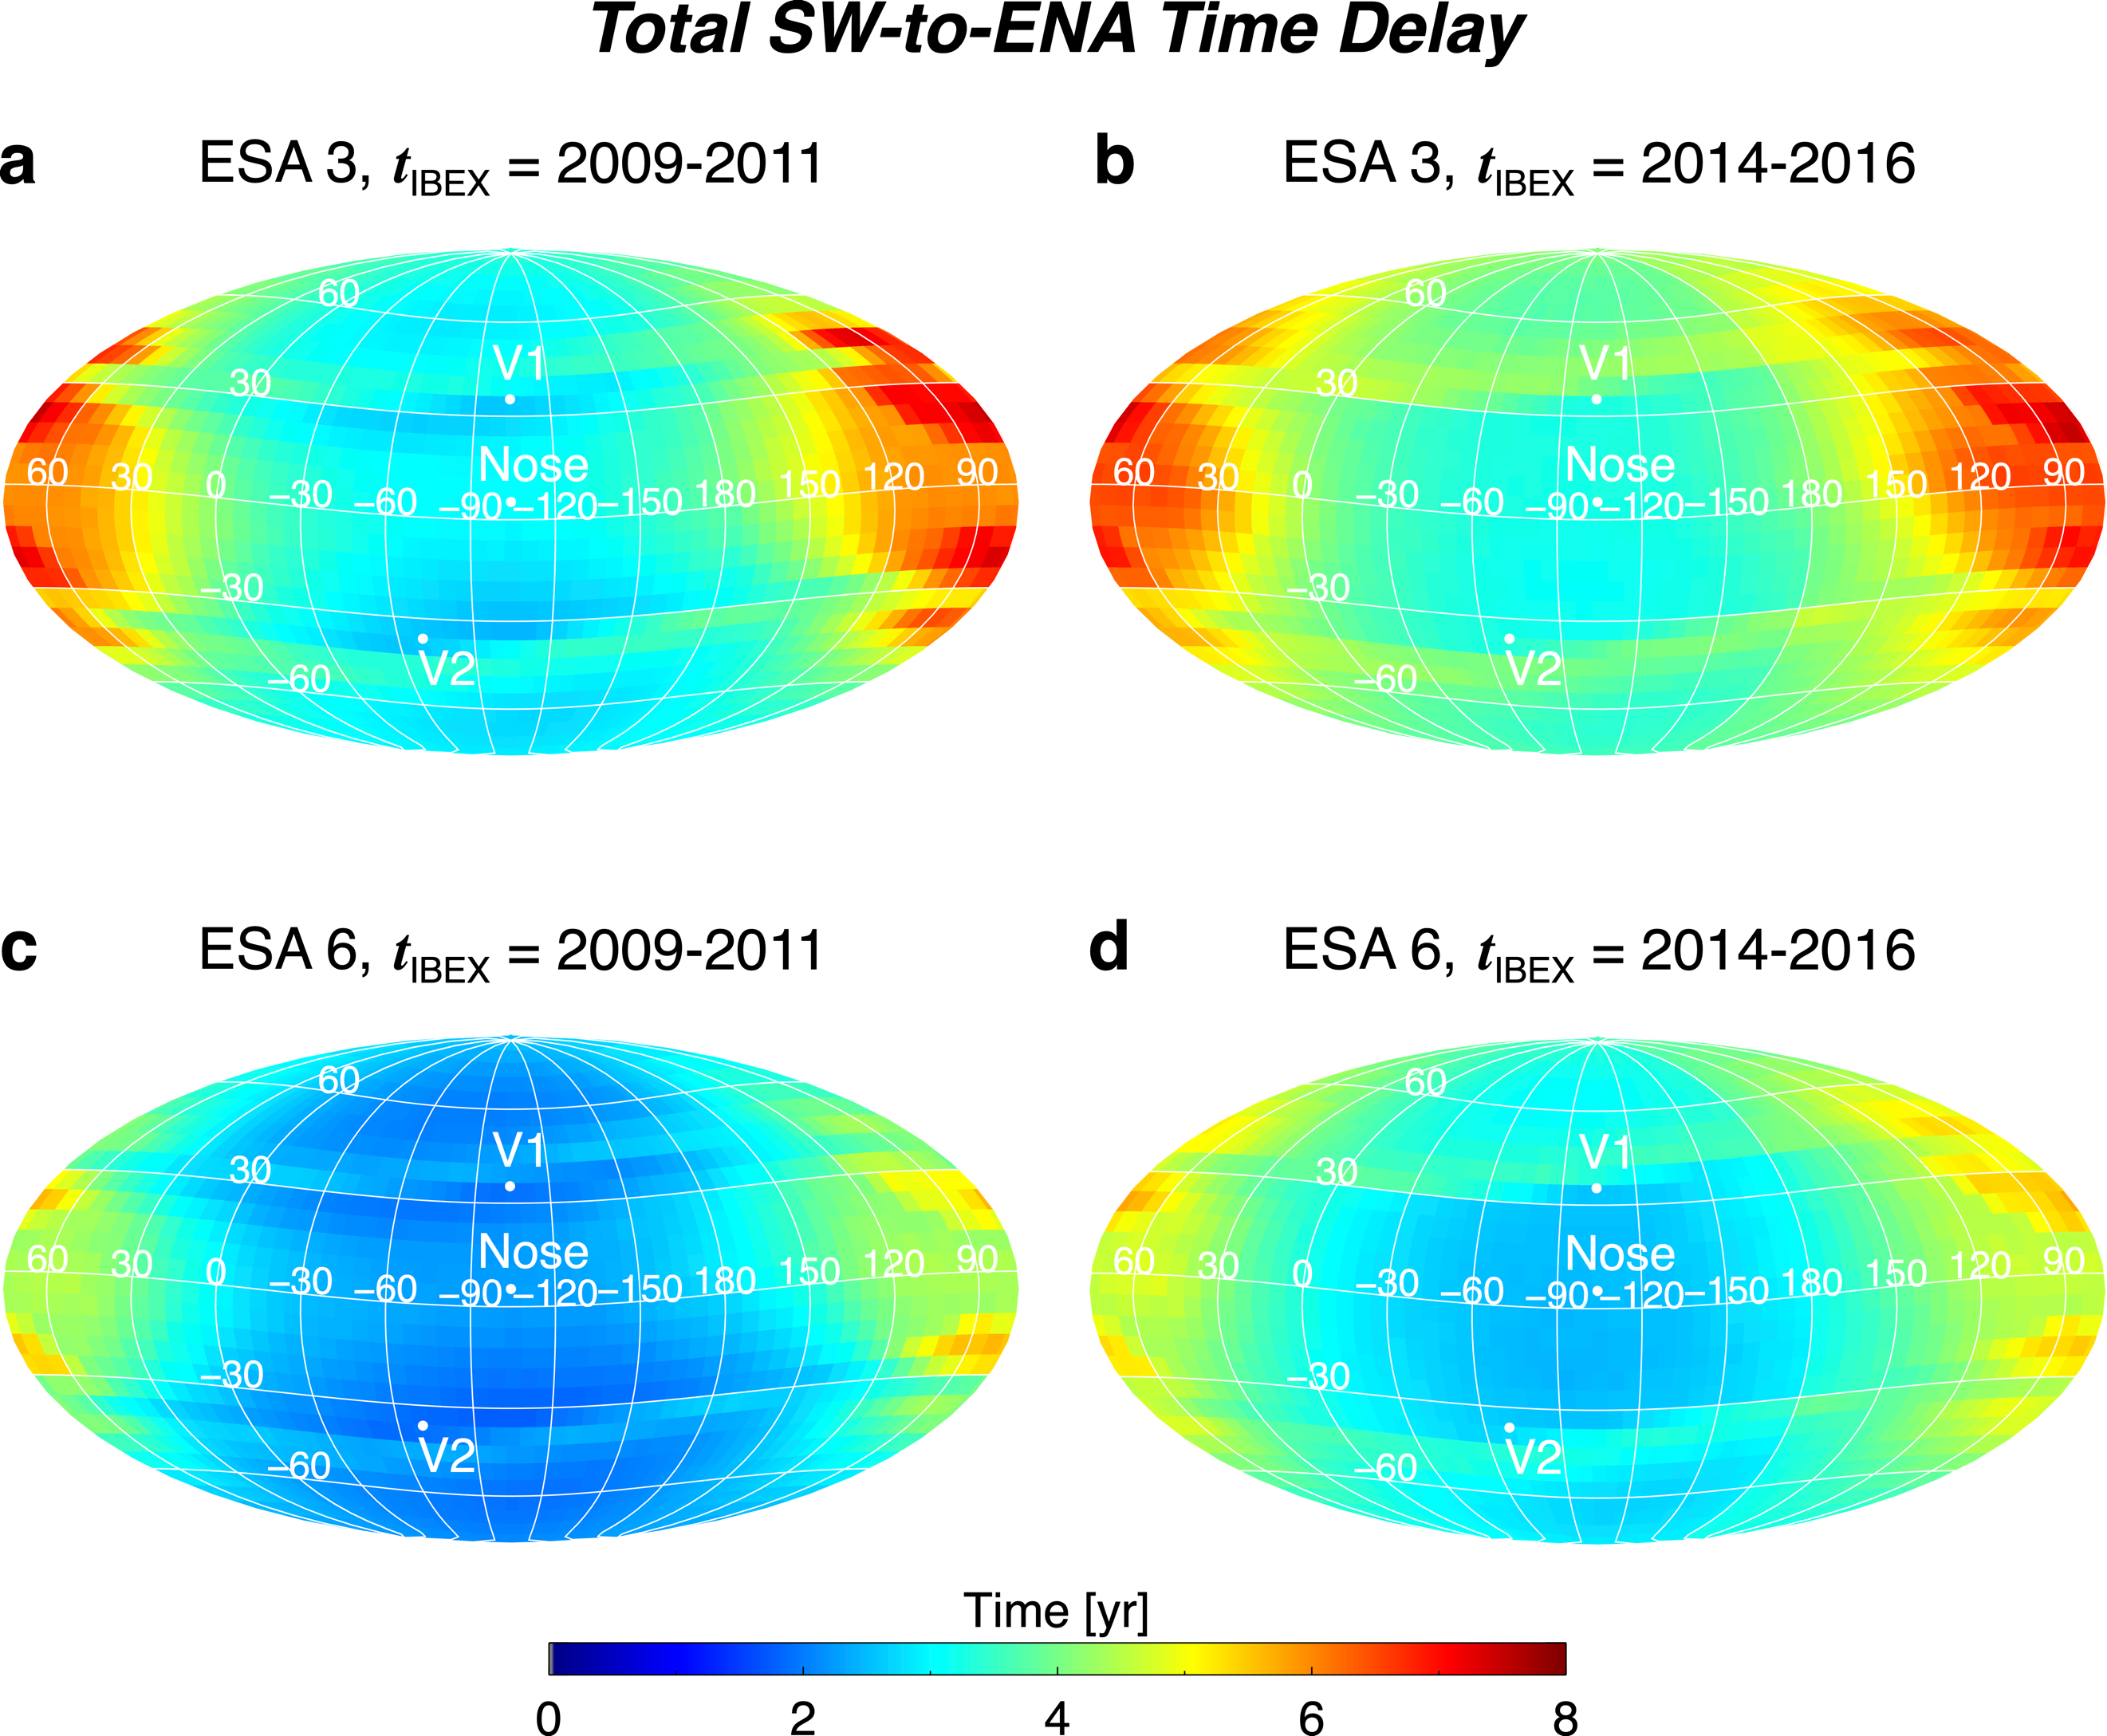 Total SW-to-ENA Time Delay
a ESA 3, tIBEX = 2009-2011
b ESA 3, tIBEX = 2014-2016
60
V1
30
Nose
60 30 0 −30 −60 −90 −120 −150 180 150 120 90
−30
V2
−60
60
V1
30
Nose
60 30 0 −30 −60 −90 −120 −150 180 150 120 90
−30
V2
−60
c ESA 6, tIBEX = 2009-2011
d ESA 6, tIBEX = 2014-2016
60
V1
30
Nose
60 30 0 −30 −60 −90 −120 −150 180 150 120 90
−30
V2
−60
60
V1
30
Nose
60 30 0 −30 −60 −90 −120 −150 180 150 120 90
−30
V2
−60
Time [yr]
0 2 4 6 8